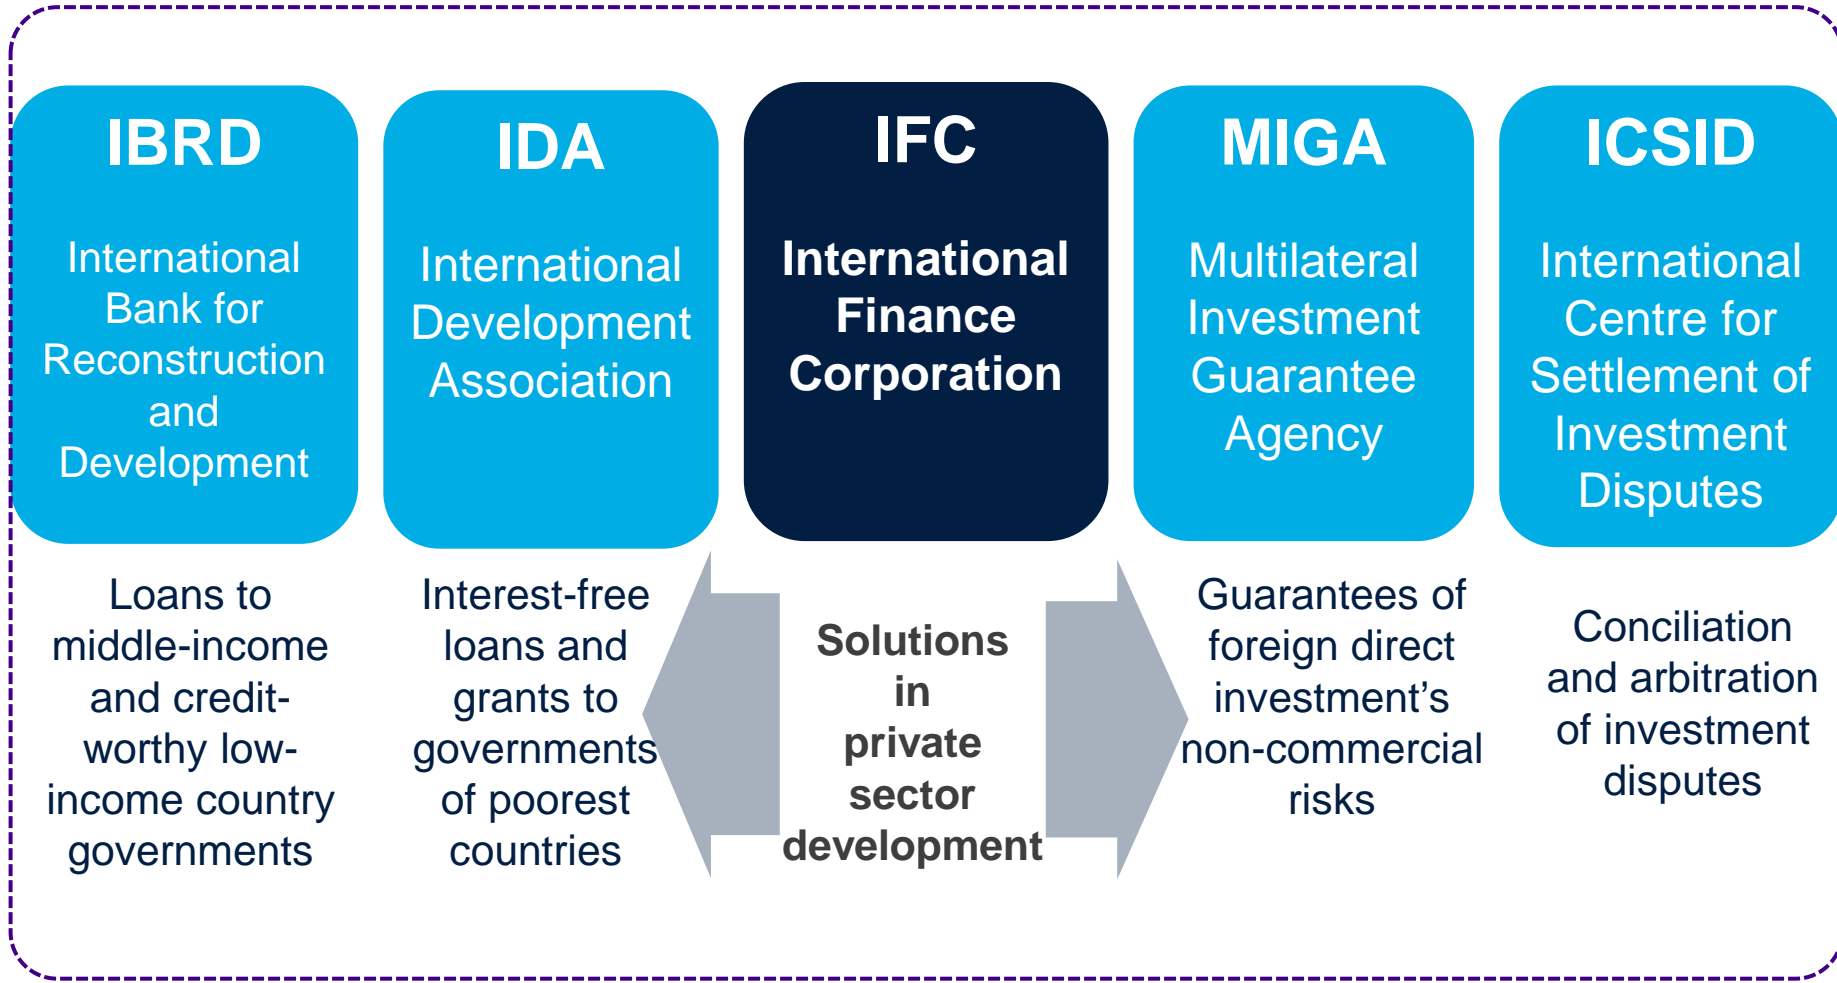 IBRD
International
Bank for
Reconstruction
and
Development
Loans to
middle-income
and credit-
worthy low-
income country
governments
IDA
International
Development
Association
Interest-free
loans and
grants to
governments
of poorest
countries
IFC
International
Finance
Corporation
Solutions
in
private
sector
development
MIGA
Multilateral
Investment
Guarantee
Agency
Guarantees of
foreign direct
investment’s
non-commercial
risks
ICSID
International
Centre for
Settlement of
Investment
Disputes
Conciliation
and arbitration
of investment
disputes